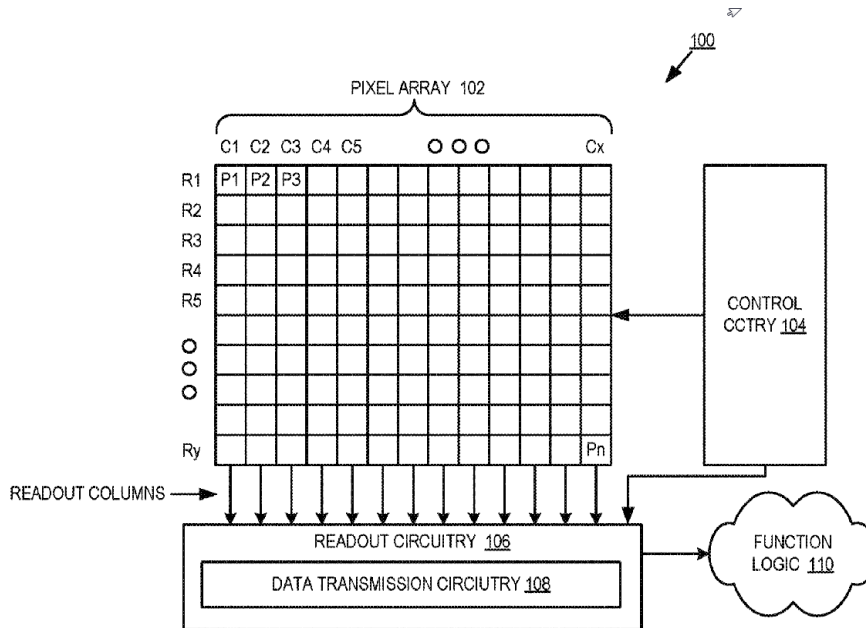 100
PIXEL ARRAY 102
C1 C2 C3 C4 C5 Cx
R1 P1 P2 P3
R2
R3
R4
R5
CONTROL
CCTRY 104
Ry Pn
READOUT COLUMNS
READOUT CIRCUITRY 106
DATA TRANSMISSION CIRCIUTRY 108
FUNCTION
LOGIC 110